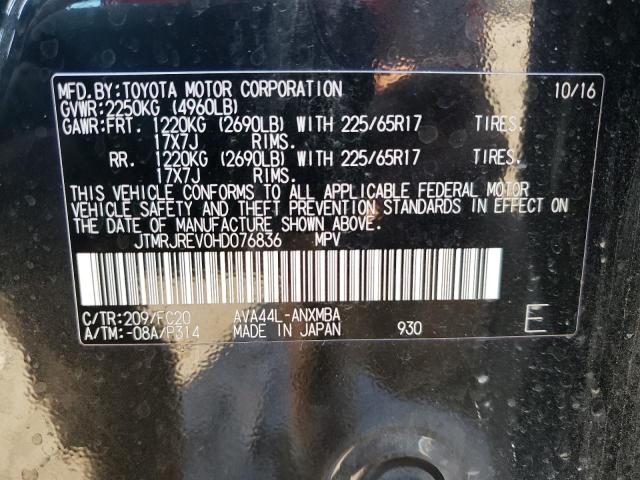 MFD.BY:TOYOTA MOTOR CORPORATION 10/16
GVWR:2250KG (4960LB)
GAWR:FRT. 1220KG (2690LB) WITH 225/65R17 TIRES.
17X7J RIMS.
RR. 1220KG (2690LB) WITH 225/65R17 TIRES.
17X7J RIMS.
THIS VEHICLE CONFORMS TO ALL APPLICABLE FEDERAL MOTOR
VEHICLE SAFETY AND THEFT PREVENTION STANDARDS IN EFFECT ON
THE DATE OF MANUFACTURE SHOWN ABOVE.
JTMRJREV0HD076836 MPV
C/TR:209/FC20 AVA44L-ANXMBA
A/TM:-08A/P314 MADE IN JAPAN 930 E